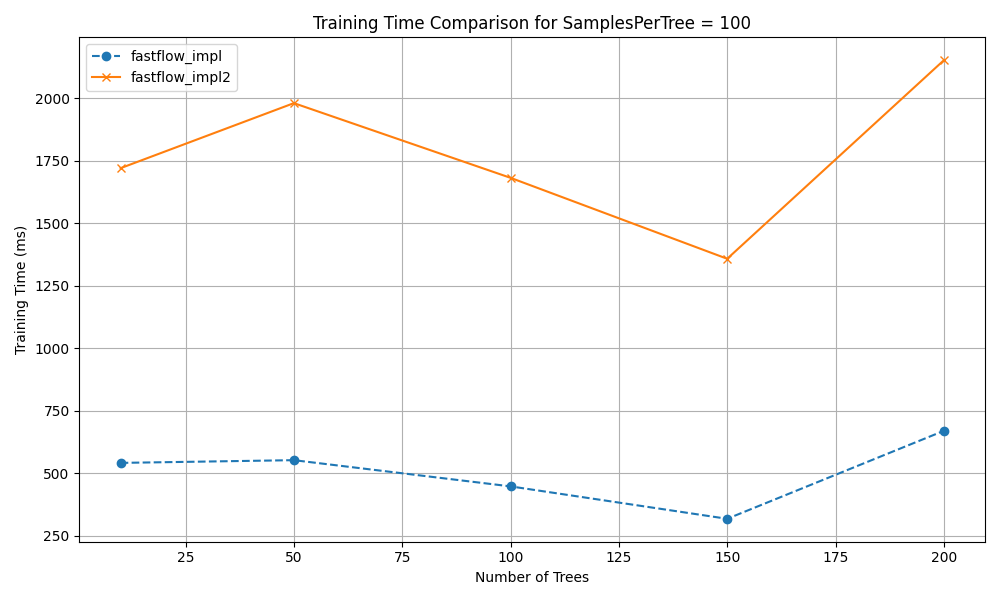 Training Time Comparison for SamplesPerTree = 100
fastflow_impl
fastflow_impl2
Training Time (ms)
2000
1750
1500
1250
1000
750
500
250
25 50 75 100 125 150 175 200
Number of Trees